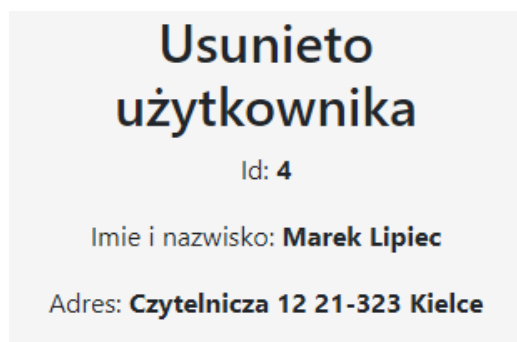 Usunieto
użytkownika
Id: 4
Imie i nazwisko: Marek Lipiec
Adres: Czytelnicza 12 21-323 Kielce